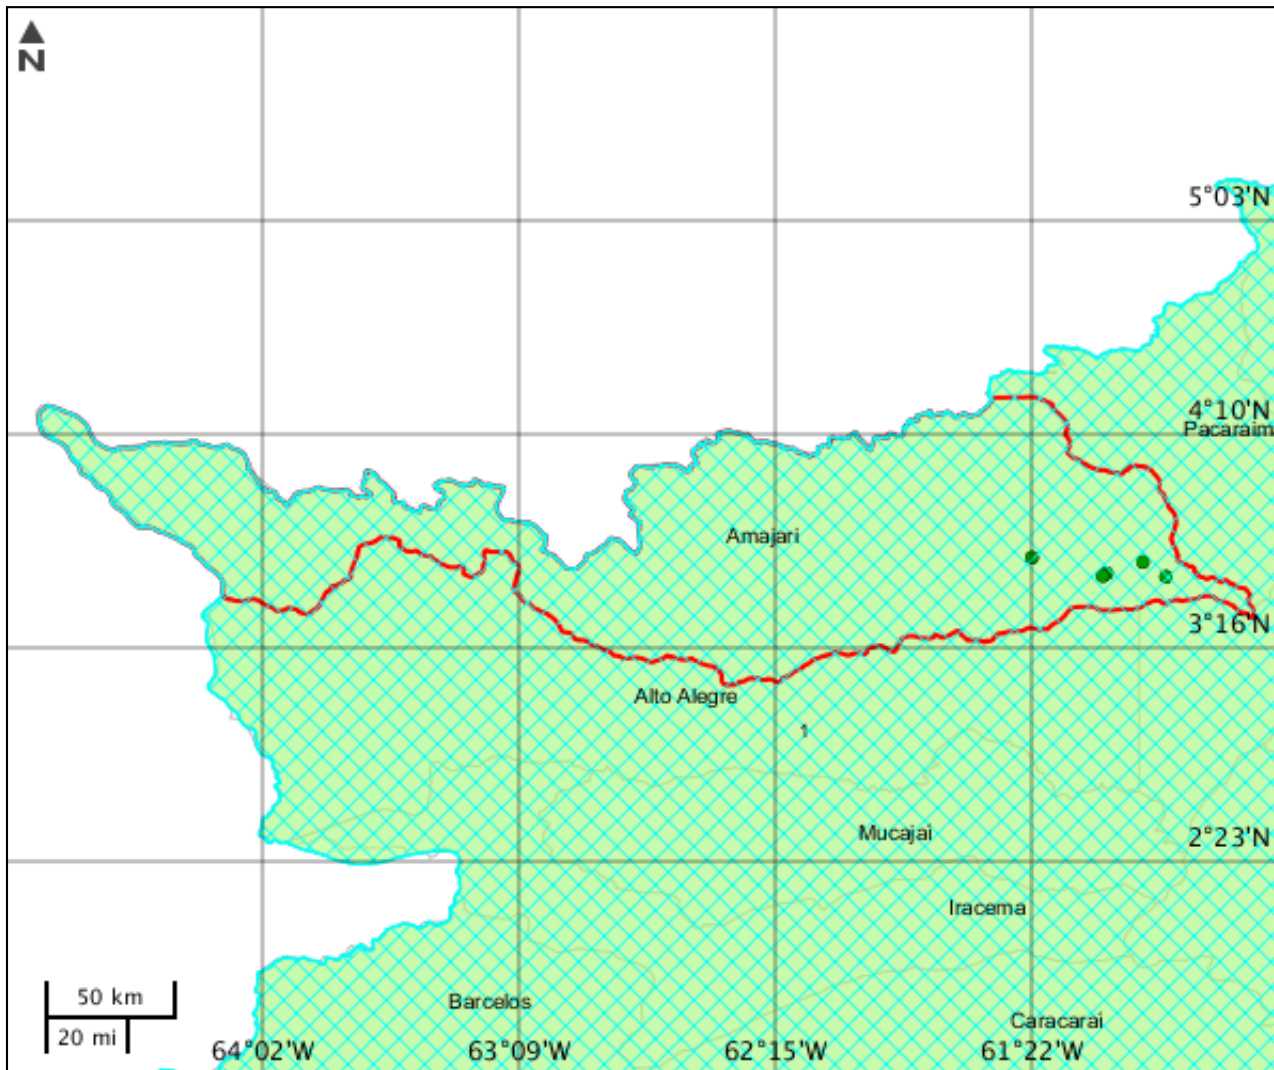 N
5°03'N
4°10'N
Pacaraim
Amajari
3°16'N
Alto Alegre
1
Mucajai
2°23'N
Iracema
50 km
Barcelos
20 mi
Caracarai
64°02'W
63°09'W
62°15'W
61°22'W